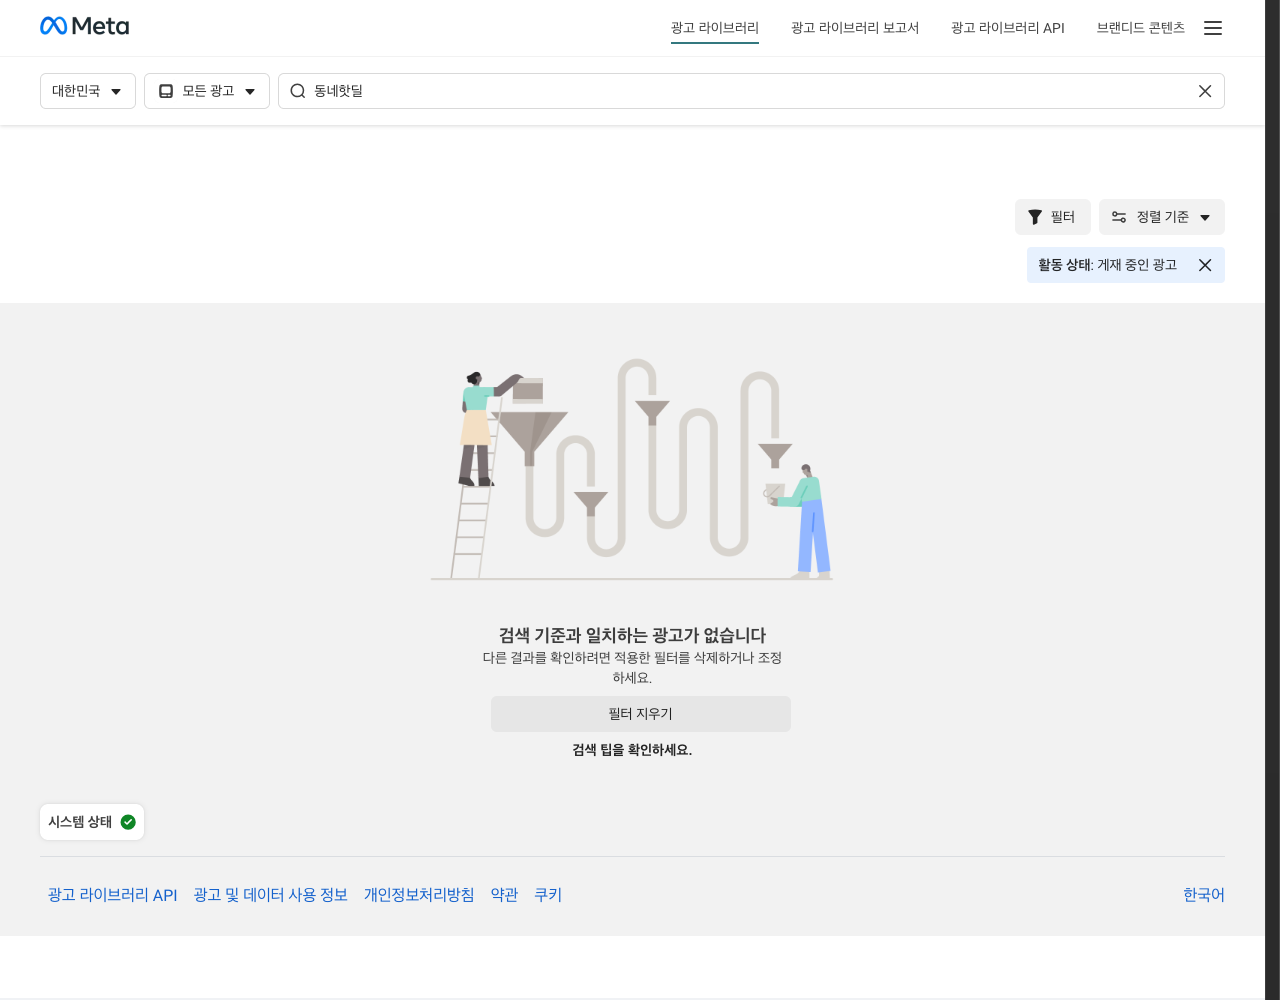 Meta
광고 라이브러리
광고 라이브러리 보고서
광고 라이브러리 API
브랜디드 콘텐츠
대한민국
모든 광고
동네핫딜
필터
정렬 기준
활동 상태: 게재 중인 광고
검색 기준과 일치하는 광고가 없습니다
다른 결과를 확인하려면 적용한 필터를 삭제하거나 조정
하세요.
필터 지우기
검색 팁을 확인하세요.
시스템 상태
광고 라이브러리 API
광고 및 데이터 사용 정보
개인정보처리방침
약관
쿠키
한국어